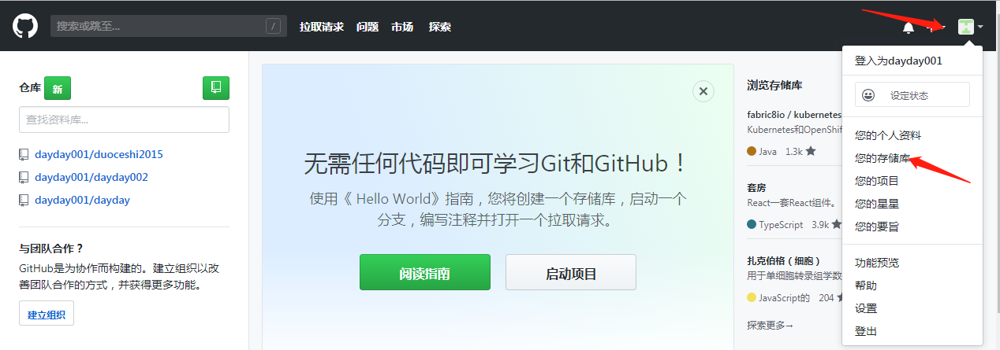 搜索或跳至... /
拉取请求 问题 市场 探索
仓库 新
查找资料库...
dayday001/duoceshi2015
dayday001/dayday002
dayday001/dayday
与团队合作？
GitHub是为协作而构建的。建立组织以改
善团队合作的方式，并获得更多功能。
建立组织
无需任何代码即可学习Git和GitHub！
使用《 Hello World》指南，您将创建一个存储库，启动一个
分支，编写注释并打开一个拉取请求。
阅读指南 启动项目
浏览存储库
fabric8io / kubernetes
Kubernetes和OpenShift
Java 1.3k
套房
React一套React组件。
TypeScript 3.9k
扎克伯格（细胞）
用于单细胞转录组学数
JavaScript的 204
探索更多→
登入为dayday001
设定状态
您的个人资料
您的存储库
您的项目
您的星星
您的要旨
功能预览
帮助
设置
登出